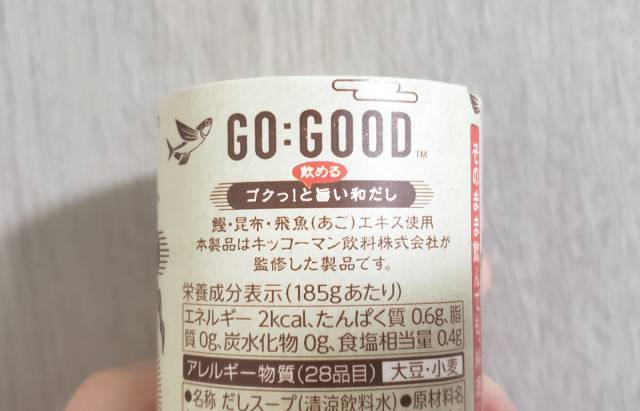 GO:GOOD™
飲める
ゴクっ!と旨い和だし
鰹・昆布・飛魚(あご)エキス使用
本製品はキッコーマン飲料株式会社が
監修した製品です。
栄養成分表示(185gあたり)
エネルギー 2kcal、たんぱく質 0.6g、脂
質 0g、炭水化物 0g、食塩相当量 0.4g
アレルギー物質(28品目) 大豆・小麦
●名称 だしスープ(清涼飲料水) ●原材料
そのまま飲んでも、